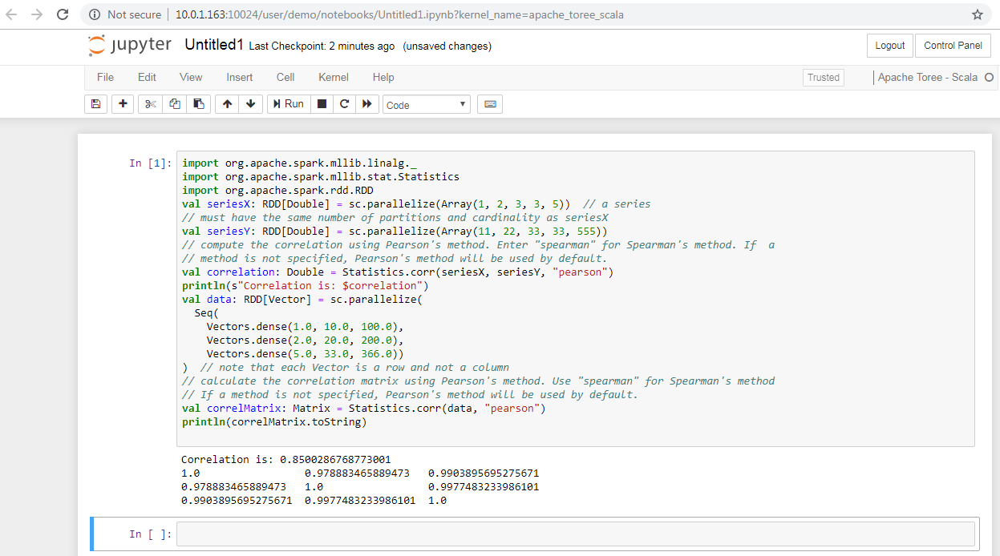 Not secure | 10.0.1.163:10024/user/demo/notebooks/Untitled1.ipynb?kernel_name=apache_toree_scala
jupyter Untitled1 Last Checkpoint: 2 minutes ago (unsaved changes) Logout Control Panel
File Edit View Insert Cell Kernel Help Trusted Apache Toree - Scala
Run Code
In [1]: import org.apache.spark.mllib.linalg._
import org.apache.spark.mllib.stat.Statistics
import org.apache.spark.rdd.RDD
val seriesX: RDD[Double] = sc.parallelize(Array(1, 2, 3, 3, 5))  // a series
// must have the same number of partitions and cardinality as seriesX
val seriesY: RDD[Double] = sc.parallelize(Array(11, 22, 33, 33, 555))
// compute the correlation using Pearson's method. Enter "spearman" for Spearman's method. If  a
// method is not specified, Pearson's method will be used by default.
val correlation: Double = Statistics.corr(seriesX, seriesY, "pearson")
println(s"Correlation is: $correlation")
val data: RDD[Vector] = sc.parallelize(
  Seq(
    Vectors.dense(1.0, 10.0, 100.0),
    Vectors.dense(2.0, 20.0, 200.0),
    Vectors.dense(5.0, 33.0, 366.0))
)  // note that each Vector is a row and not a column
// calculate the correlation matrix using Pearson's method. Use "spearman" for Spearman's method
// If a method is not specified, Pearson's method will be used by default.
val correlMatrix: Matrix = Statistics.corr(data, "pearson")
println(correlMatrix.toString)
Correlation is: 0.8500286768773001
1.0                 0.978883465889473   0.9903895695275671
0.978883465889473   1.0                 0.9977483233986101
0.9903895695275671  0.9977483233986101  1.0
In [ ]: